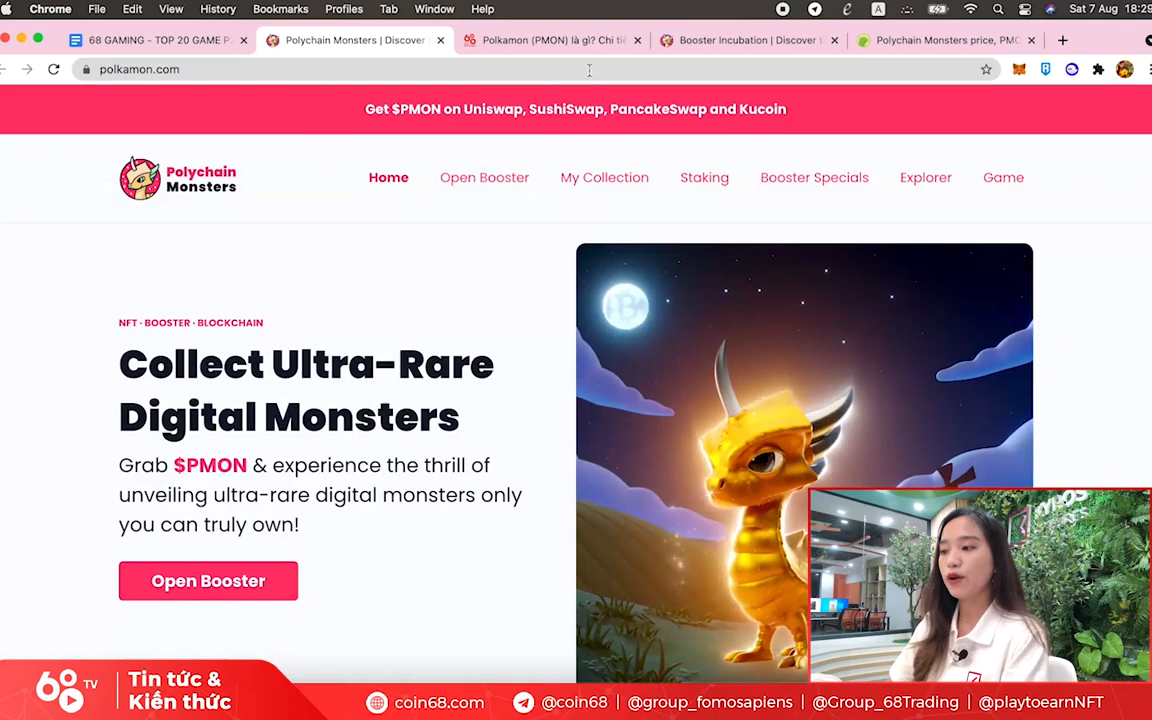 Chrome File Edit View History Bookmarks Profiles Tab Window Help
A
Sat 7 Aug 18:29
68 GAMING - TOP 20 GAME P
Polychain Monsters | Discover
Polkamon (PMON) là gì? Chi tiế
Booster Incubation | Discover t
Polychain Monsters price, PMO
polkamon.com
Get $PMON on Uniswap, SushiSwap, PancakeSwap and Kucoin
Polychain
Monsters
Home Open Booster My Collection Staking Booster Specials Explorer Game
NFT · BOOSTER · BLOCKCHAIN
Collect Ultra-Rare
Digital Monsters
Grab $PMON & experience the thrill of
unveiling ultra-rare digital monsters only
you can truly own!
Open Booster
68 TV
Tin tức &
Kiến thức
coin68.com
@coin68 | @group_fomosapiens | @Group_68Trading | @playtoearnNFT